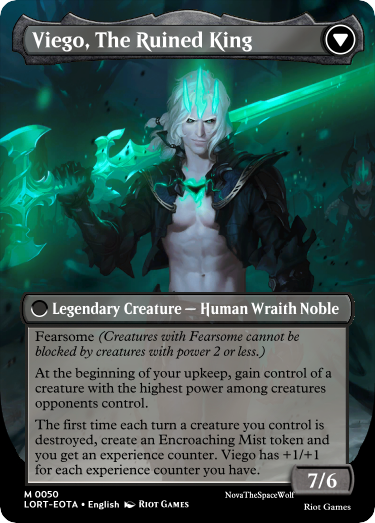 Viego, The Ruined King
Legendary Creature — Human Wraith Noble
Fearsome (Creatures with Fearsome cannot be
blocked by creatures with power 2 or less.)
At the beginning of your upkeep, gain control of
a creature with the highest power among creatures
opponents control.
The first time each turn a creature you control is
destroyed, create an Encroaching Mist token and
you get an experience counter. Viego has +1/+1
for each experience counter you have.
7/6
M 0050
LORT-EOTA • English Riot Games
NovaTheSpaceWolf
Riot Games